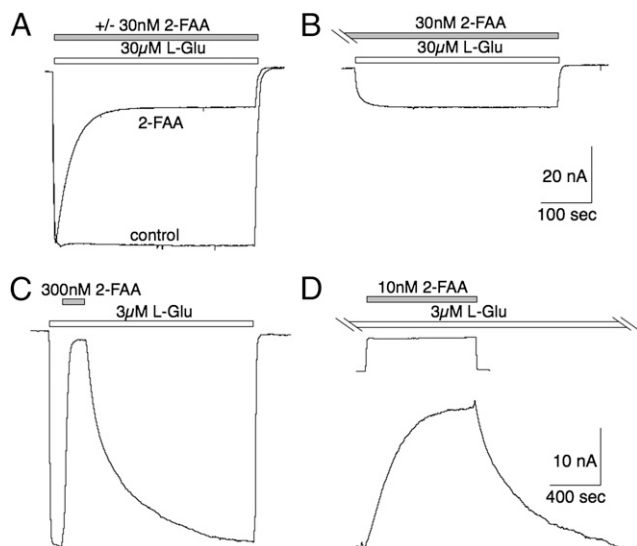 A
+/- 30nM 2-FAA
30µM L-Glu
2-FAA
control
B
30nM 2-FAA
30µM L-Glu
20 nA
100 sec
C
300nM 2-FAA
3µM L-Glu
D
10nM 2-FAA
3µM L-Glu
10 nA
400 sec